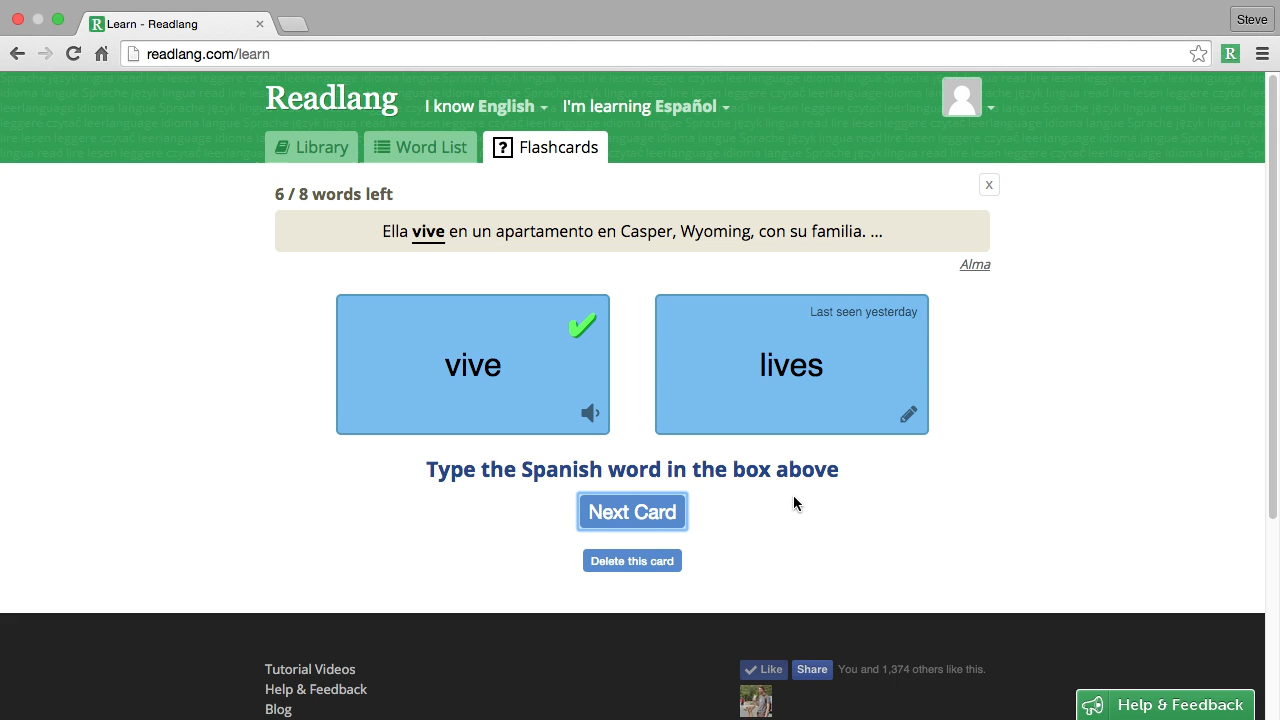 Learn - Readlang
Steve
readlang.com/learn
Readlang
I know English
I'm learning Español
Library
Word List
? Flashcards
6 / 8 words left
x
Ella vive en un apartamento en Casper, Wyoming, con su familia. ...
Alma
vive
Last seen yesterday
lives
Type the Spanish word in the box above
Next Card
Delete this card
Tutorial Videos
Help & Feedback
Blog
Like
Share
You and 1,374 others like this.
Help & Feedback